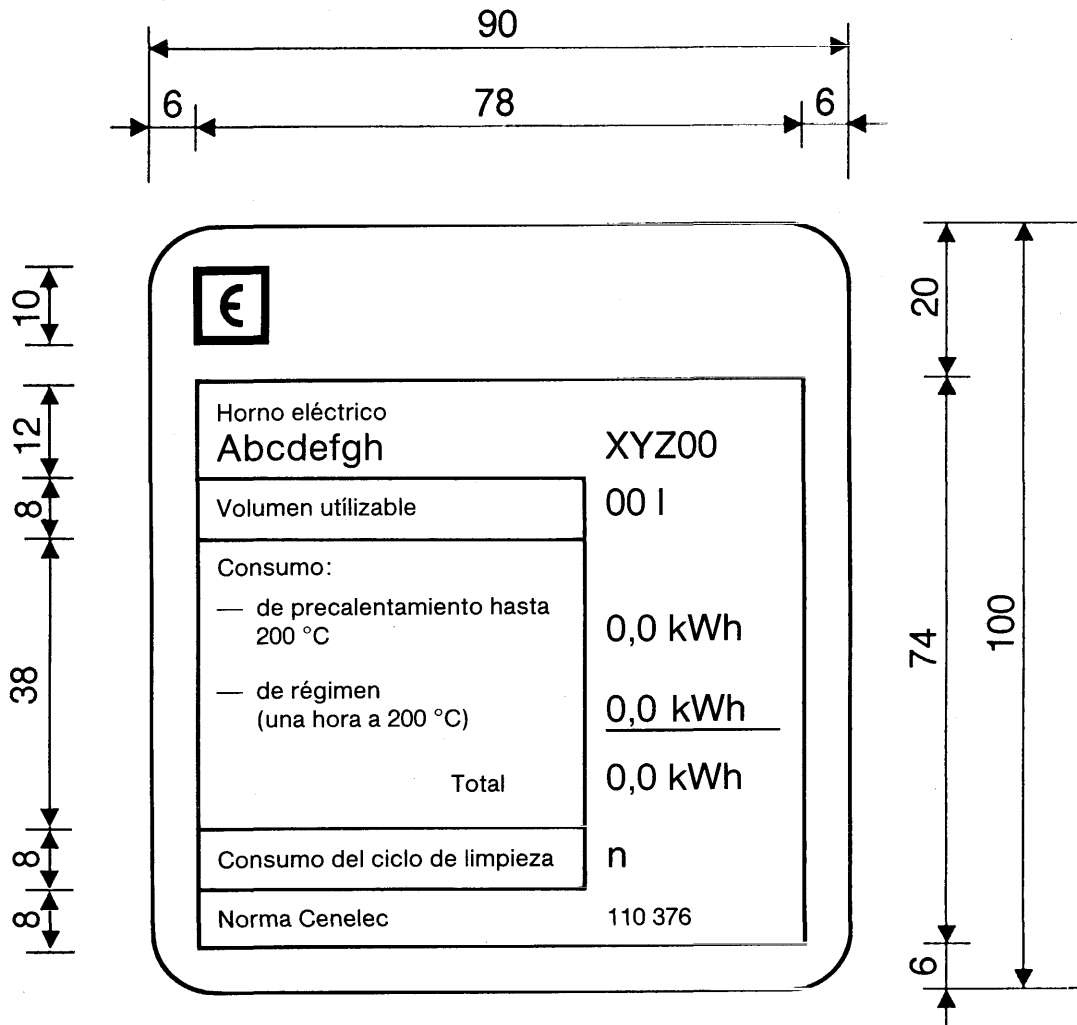 90
6 78 6
10
20
12
8
38
8
8
74
100
6
Є
Horno eléctrico
Abcdefgh XYZ00
Volumen utilizable 00 l
Consumo:
— de precalentamiento hasta
200 °C 0,0 kWh
— de régimen
(una hora a 200 °C) 0,0 kWh
Total 0,0 kWh
Consumo del ciclo de limpieza n
Norma Cenelec 110 376